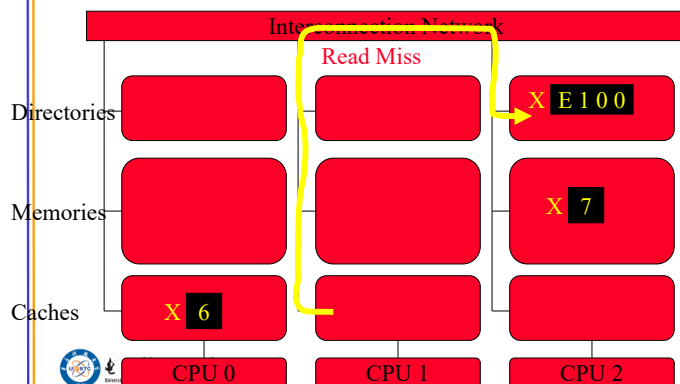 Interconnection Network
Read Miss
Directories
X E 1 0 0
Memories
X 7
Caches
X 6
CPU 0
CPU 1
CPU 2